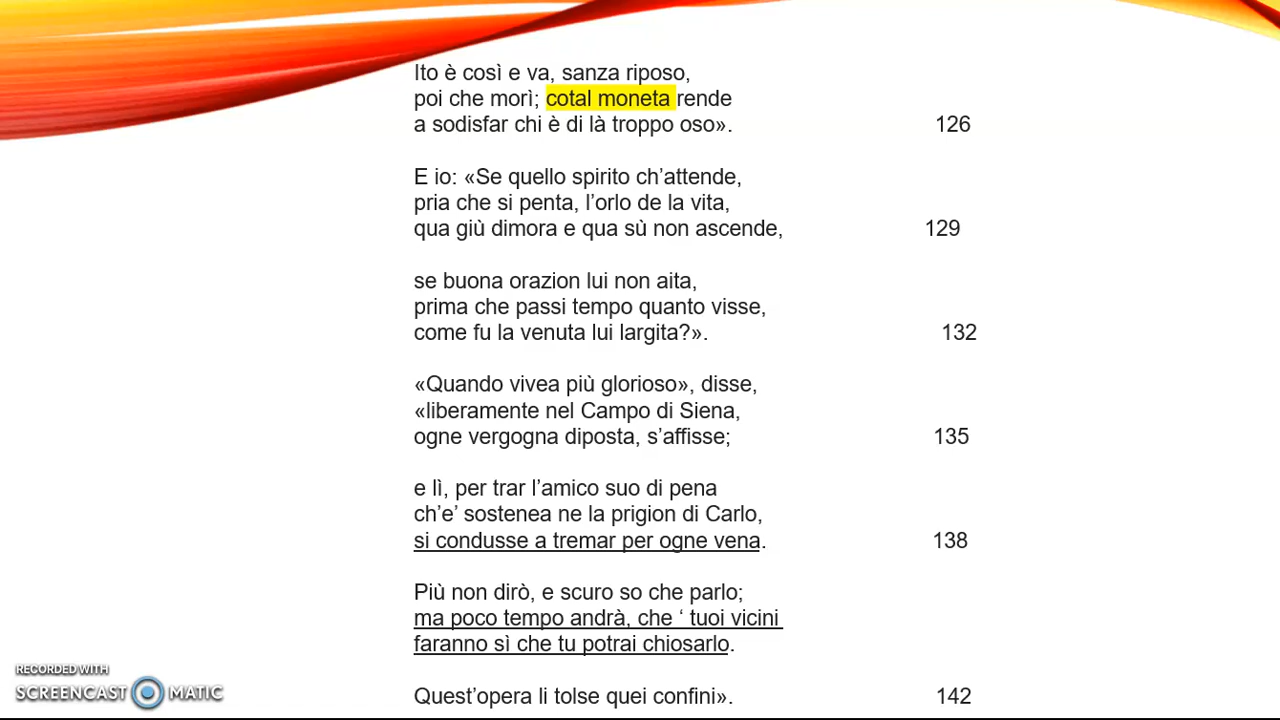 Ito è così e va, sanza riposo,
poi che morì; cotal moneta rende
a sodisfar chi è di là troppo oso». 126
E io: «Se quello spirito ch’attende,
pria che si penta, l’orlo de la vita,
qua giù dimora e qua sù non ascende, 129
se buona orazion lui non aita,
prima che passi tempo quanto visse,
come fu la venuta lui largita?». 132
«Quando vivea più glorioso», disse,
«liberamente nel Campo di Siena,
ogne vergogna diposta, s’affisse; 135
e lì, per trar l’amico suo di pena
ch’e’ sostenea ne la prigion di Carlo,
si condusse a tremar per ogne vena. 138
Più non dirò, e scuro so che parlo;
ma poco tempo andrà, che ‘ tuoi vicini
faranno sì che tu potrai chiosarlo.
Quest’opera li tolse quei confini». 142
RECORDED WITH
SCREENCAST MATIC